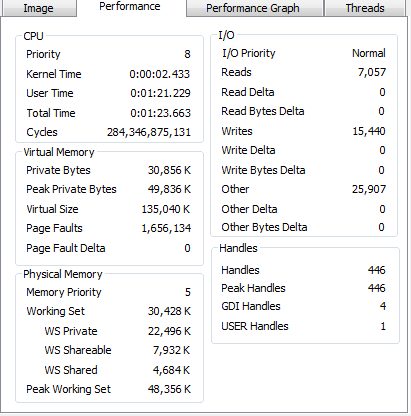 Image Performance Performance Graph Threads
CPU
Priority 8
Kernel Time 0:00:02.433
User Time 0:01:21.229
Total Time 0:01:23.663
Cycles 284,346,875,131
Virtual Memory
Private Bytes 30,856 K
Peak Private Bytes 49,836 K
Virtual Size 135,040 K
Page Faults 1,656,134
Page Fault Delta 0
Physical Memory
Memory Priority 5
Working Set 30,428 K
WS Private 22,496 K
WS Shareable 7,932 K
WS Shared 4,684 K
Peak Working Set 48,356 K
I/O
I/O Priority Normal
Reads 7,057
Read Delta 0
Read Bytes Delta 0
Writes 15,440
Write Delta 0
Write Bytes Delta 0
Other 25,907
Other Delta 0
Other Bytes Delta 0
Handles
Handles 446
Peak Handles 446
GDI Handles 4
USER Handles 1